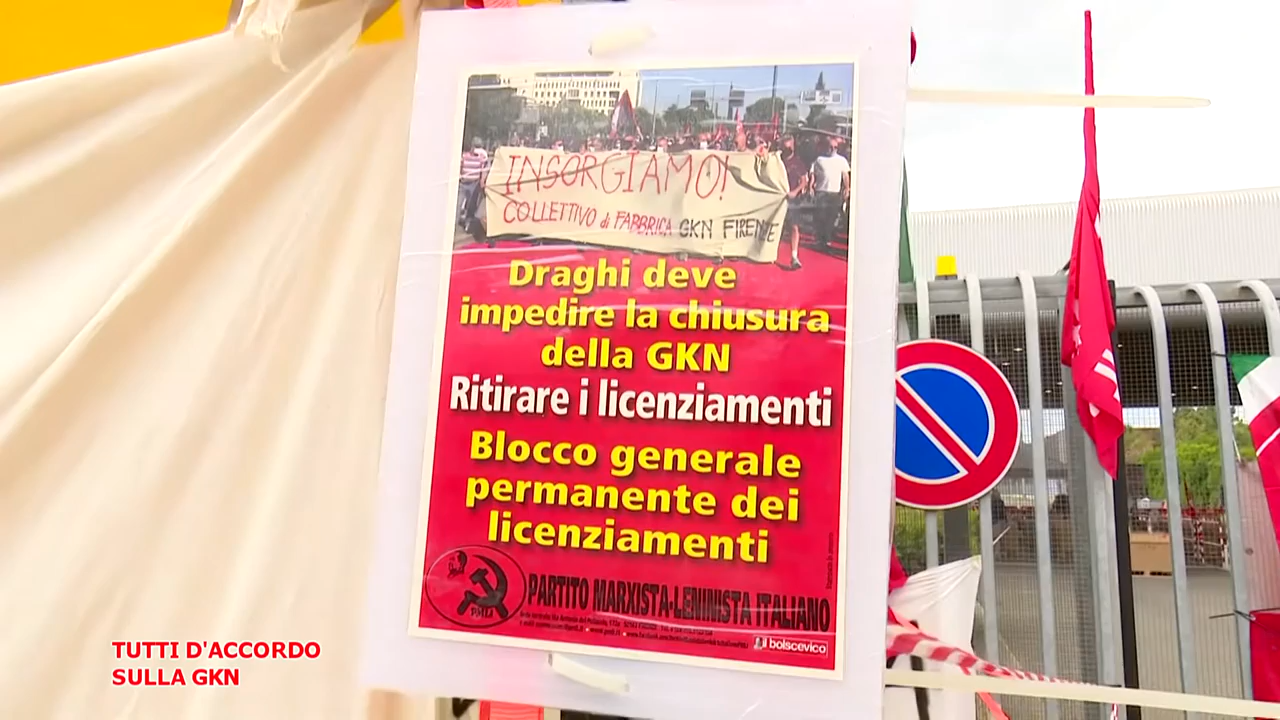 INSORGIAMO!
COLLETTIVO di FABBRICA GKN FIRENZE
Draghi deve
impedire la chiusura
della GKN
Ritirare i licenziamenti
Blocco generale
permanente dei
licenziamenti
PARTITO MARXISTA-LENINISTA ITALIANO
il bolscevico
TUTTI D'ACCORDO
SULLA GKN